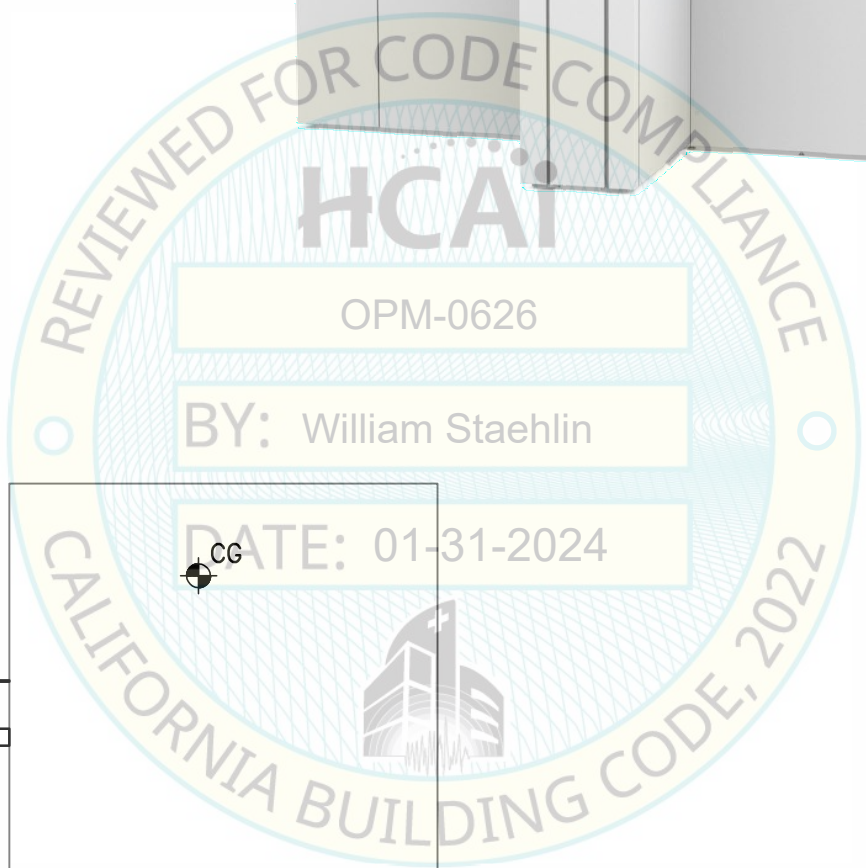 REVIEWED FOR CODE COMPLIANCE
HCAi
OPM-0626
BY: William Staehlin
DATE: 01-31-2024
CG
CALIFORNIA BUILDING CODE, 2022